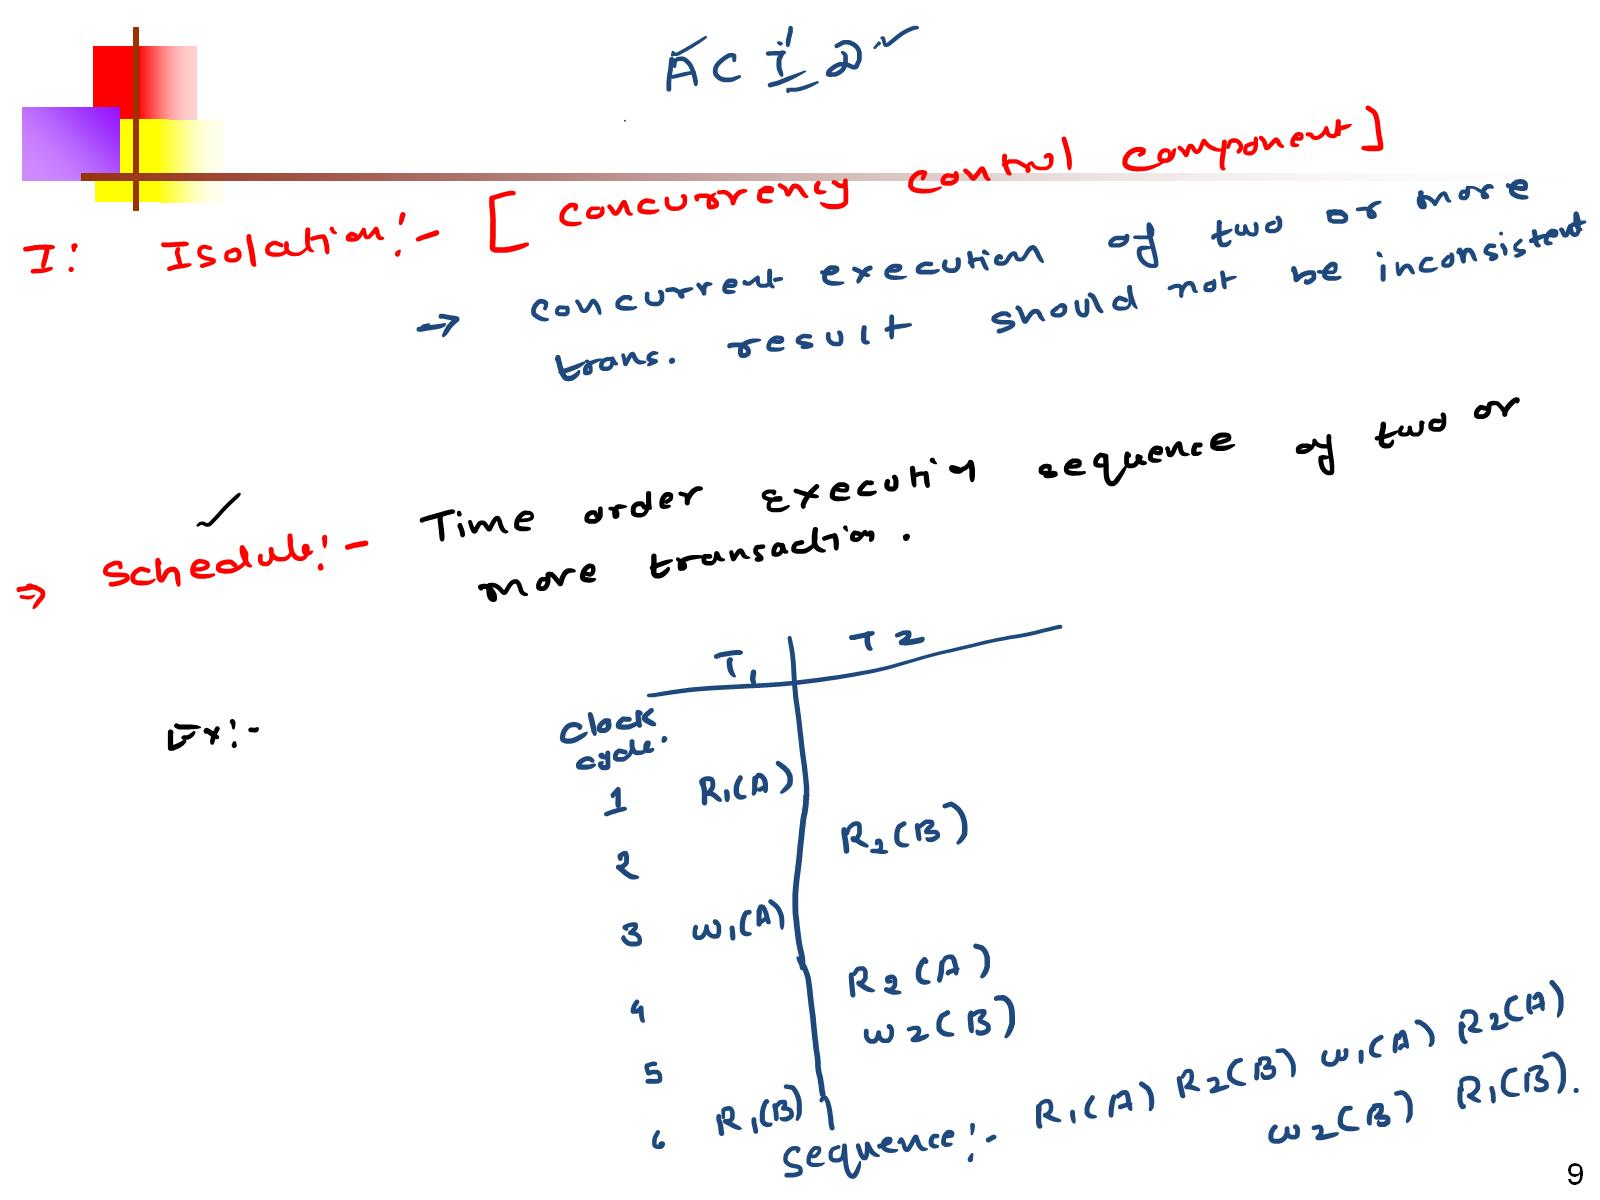 ACID
I: Isolation:- [concurrency control component]
→ concurrent execution of two or more
trans. result should not be inconsistent
⇒ Schedule:- Time order execution sequence of two or
more transaction.
T1 T2
Ex:- Clock
cycle.
1 R1(A)
2 R2(B)
3 W1(A)
4 R2(A)
5 W2(B)
6 R1(B)
Sequence:- R1(A) R2(B) W1(A) R2(A)
W2(B) R1(B).
9